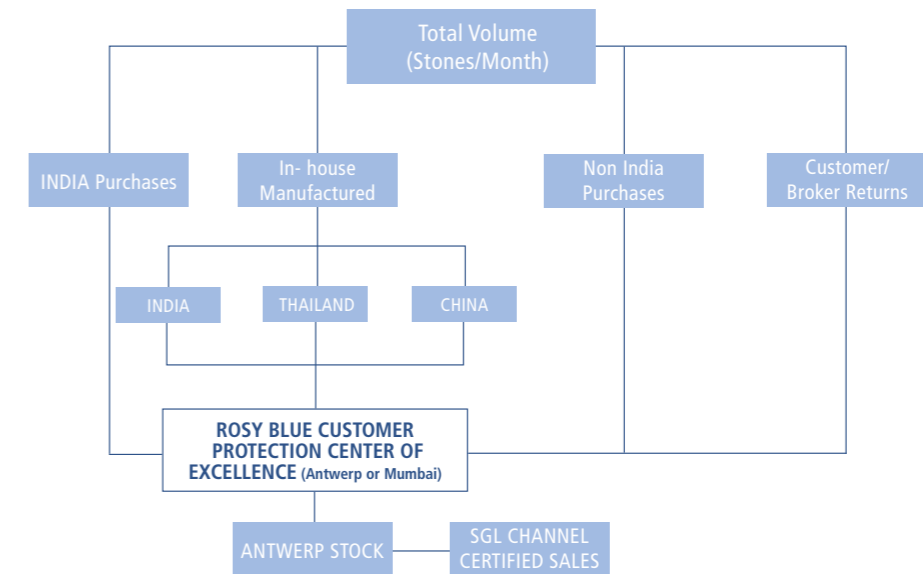 Total Volume
(Stones/Month)
INDIA Purchases
In- house
Manufactured
Non India
Purchases
Customer/
Broker Returns
INDIA
THAILAND
CHINA
ROSY BLUE CUSTOMER
PROTECTION CENTER OF
EXCELLENCE (Antwerp or Mumbai)
ANTWERP STOCK
SGL CHANNEL
CERTIFIED SALES